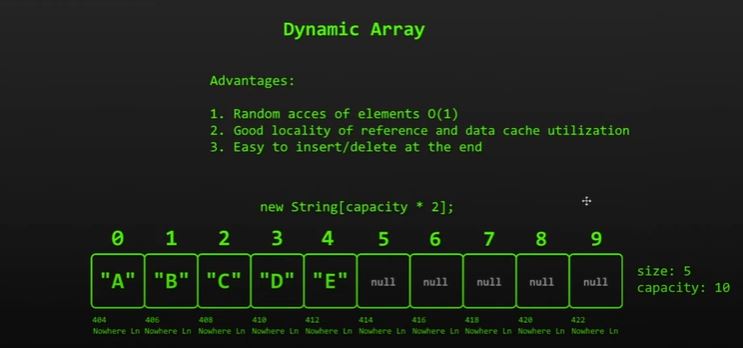 Dynamic Array
Advantages:
1. Random acces of elements O(1)
2. Good locality of reference and data cache utilization
3. Easy to insert/delete at the end
new String[capacity * 2];
0 1 2 3 4 5 6 7 8 9
"A" "B" "C" "D" "E" null null null null null
size: 5
capacity: 10
404 406 408 410 412 414 416 418 420 422
Nowhere Ln Nowhere Ln Nowhere Ln Nowhere Ln Nowhere Ln Nowhere Ln Nowhere Ln Nowhere Ln Nowhere Ln Nowhere Ln